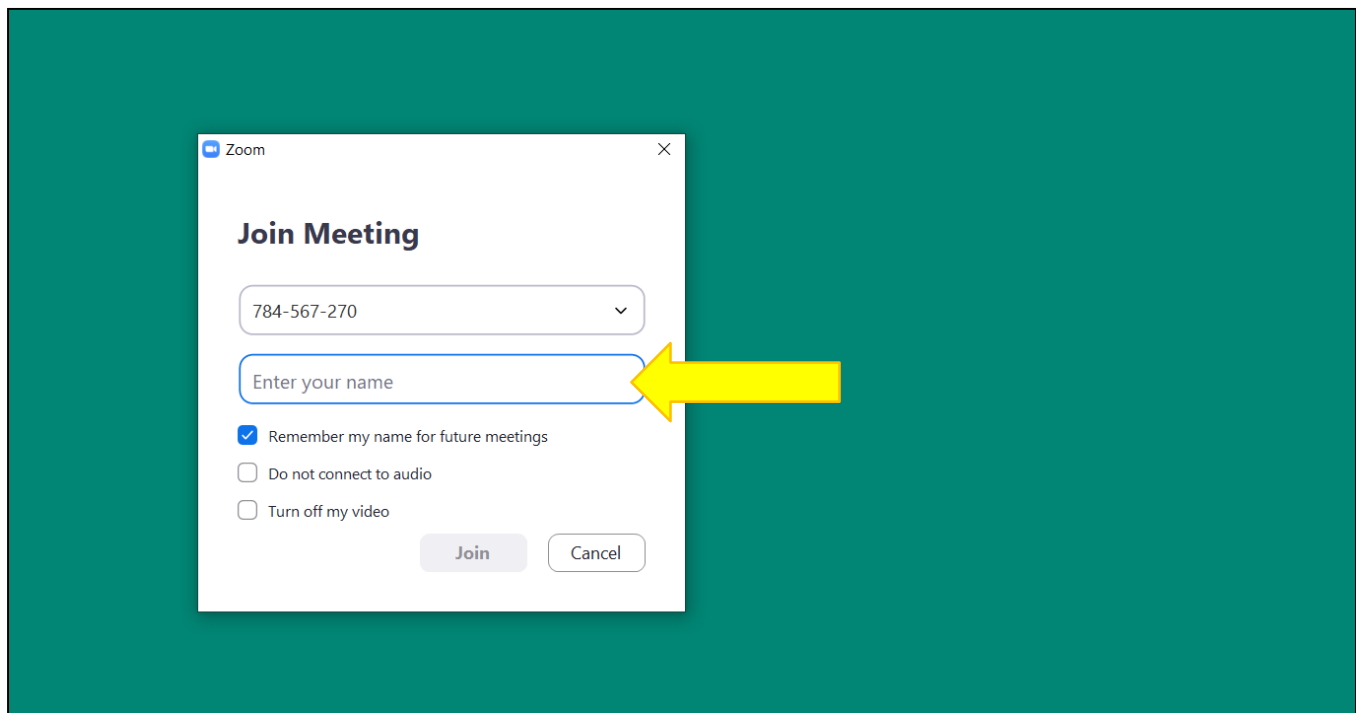 Zoom
Join Meeting
784-567-270
Enter your name
Remember my name for future meetings
Do not connect to audio
Turn off my video
Join Cancel